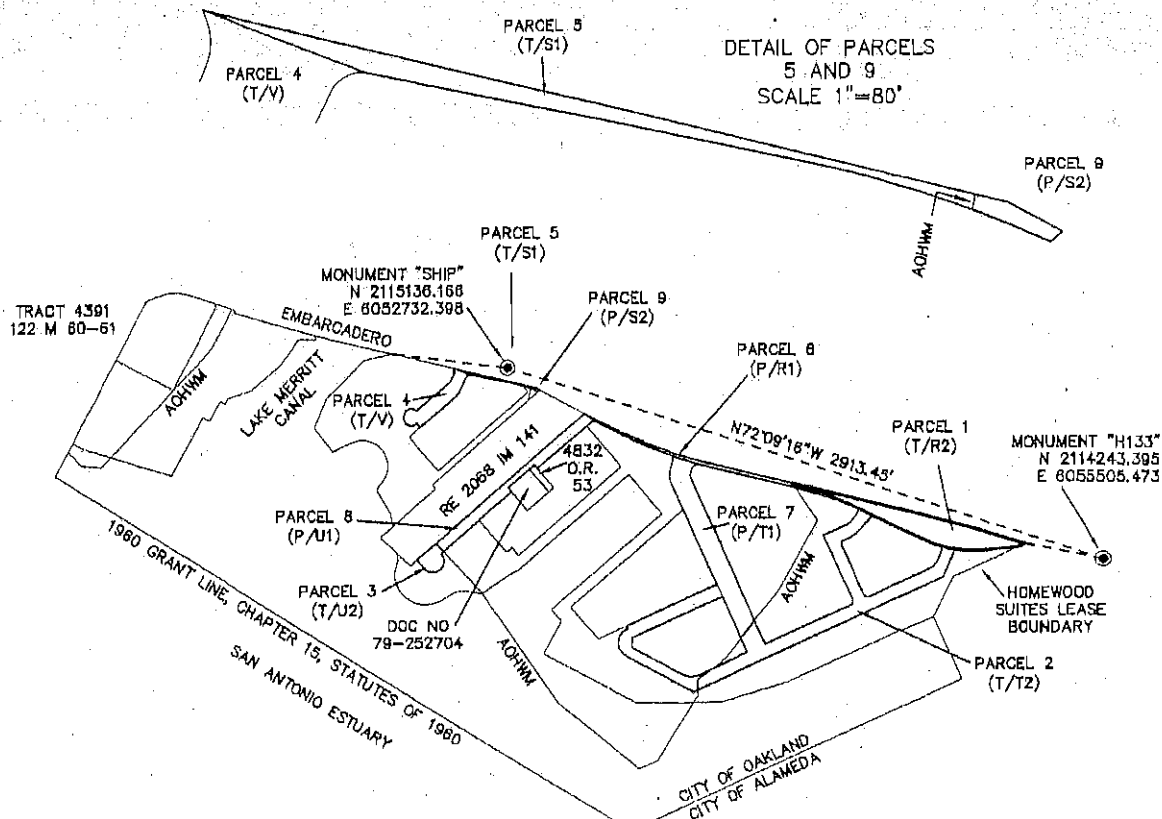 PARCEL 5
(T/S1)
DETAIL OF PARCELS
5 AND 9
SCALE 1"=80'
PARCEL 4
(T/V)
PARCEL 9
(P/S2)
AOHWM
PARCEL 5
(T/S1)
MONUMENT "SHIP"
N 2115136.166
E 6052732.398
PARCEL 9
(P/S2)
TRACT 4391
122 M 60-61
EMBARCADERO
PARCEL 6
(P/R1)
AOHWM
LAKE MERRITT
CANAL
PARCEL 4
(T/V)
N72°09'16"W 2913.45'
PARCEL 1
(T/R2)
MONUMENT "H133"
N 2114243.395
E 6055505.473
RE 2068 IM 141
4832
O.R.
53
PARCEL 7
(P/T1)
AOHWM
PARCEL 8
(P/U1)
PARCEL 3
(T/U2)
DOC NO
79-252704
AOHWM
HOMEWOOD
SUITES LEASE
BOUNDARY
PARCEL 2
(T/T2)
1960 GRANT LINE, CHAPTER 15, STATUTES OF 1960
SAN ANTONIO ESTUARY
CITY OF OAKLAND
CITY OF ALAMEDA